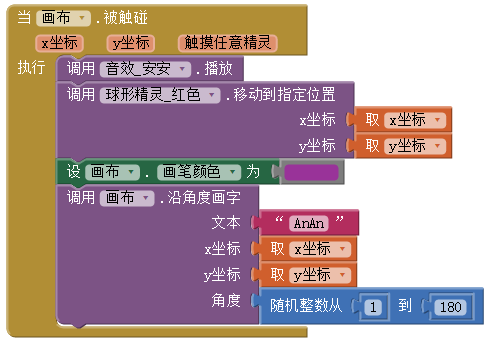 当 画布 .被触碰
x坐标 y坐标 触摸任意精灵
执行 调用 音效_安安 .播放
调用 球形精灵_红色 .移动到指定位置
x坐标 取 x坐标
y坐标 取 y坐标
设 画布 . 画笔颜色 为
调用 画布 .沿角度画字
文本 “ AnAn ”
x坐标 取 x坐标
y坐标 取 y坐标
角度 随机整数从 1 到 180